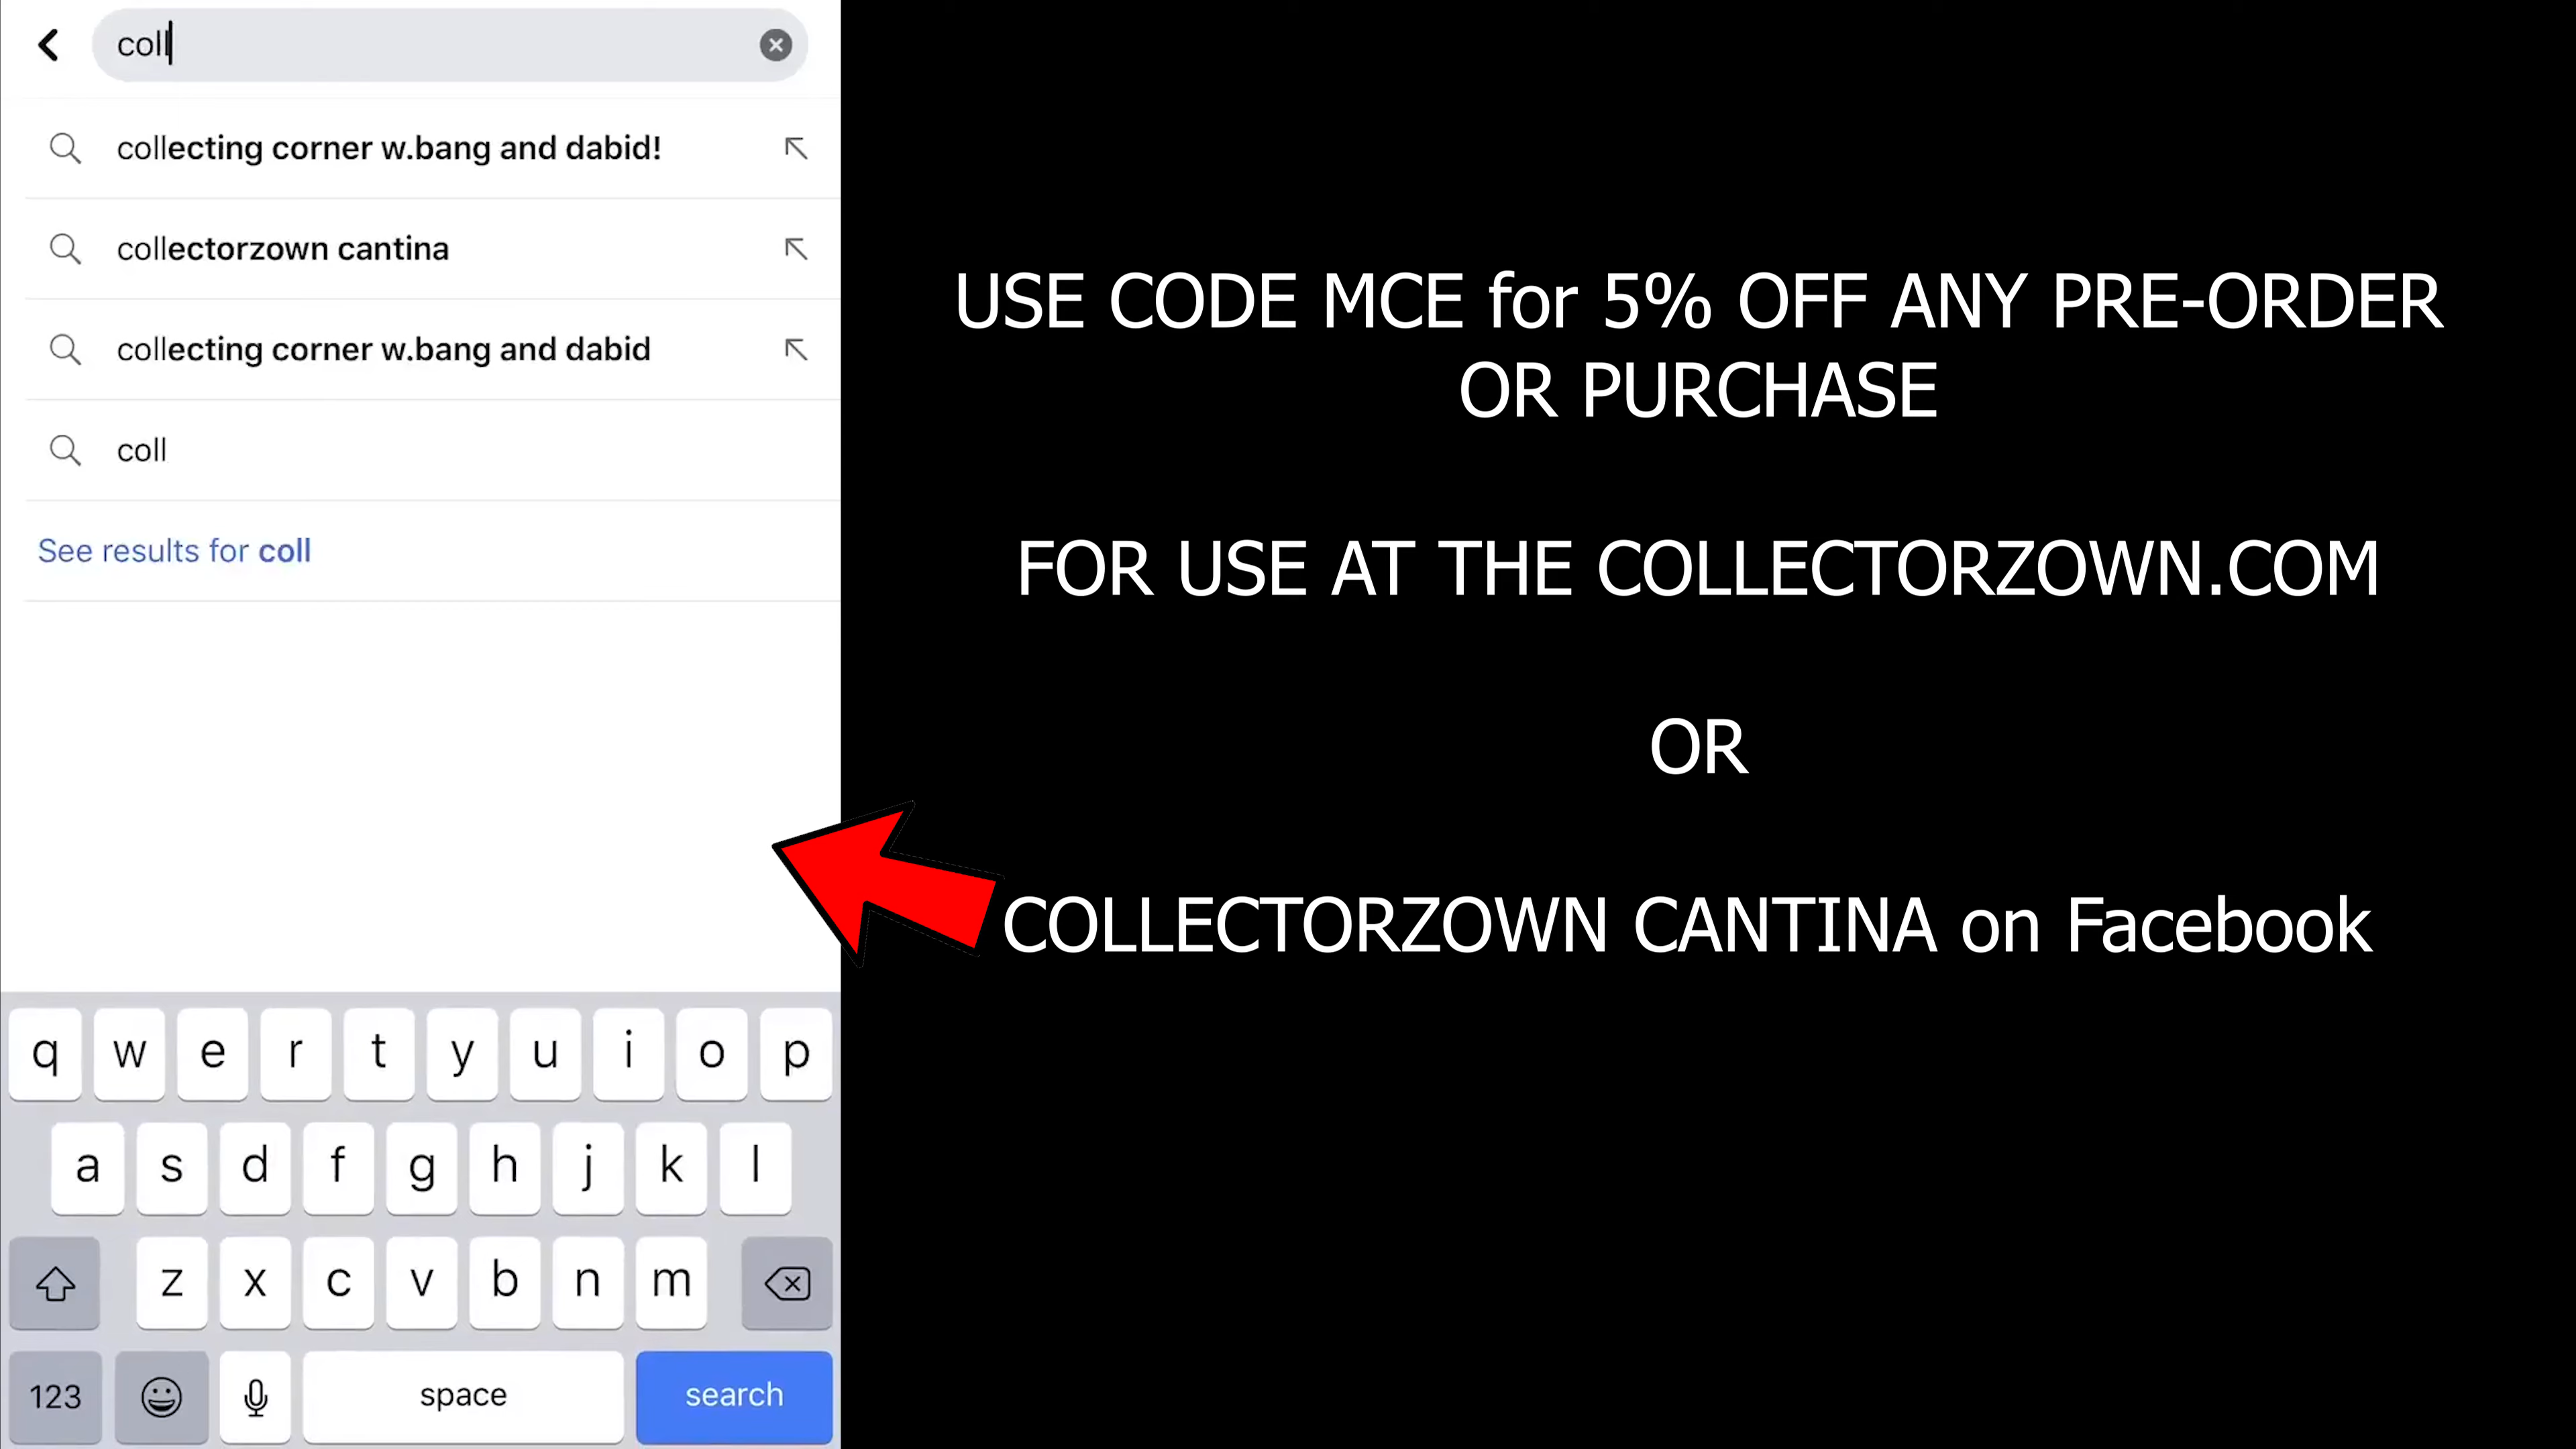 coll
collecting corner w.bang and dabid!
collectorzown cantina
collecting corner w.bang and dabid
coll
See results for coll
q w e r t y u i o p
a s d f g h j k l
z x c v b n m
123 space search
USE CODE MCE for 5% OFF ANY PRE-ORDER
OR PURCHASE
FOR USE AT THE COLLECTORZOWN.COM
OR
COLLECTORZOWN CANTINA on Facebook